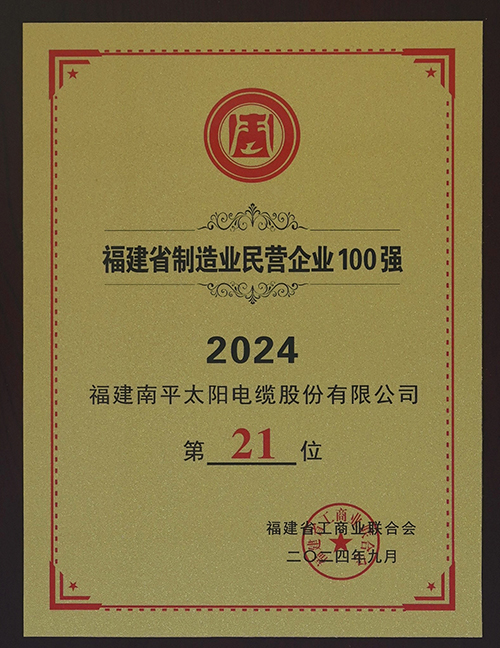 福建省制造业民营企业100强
2024
福建南平太阳电缆股份有限公司
第 21 位
福建省工商业联合会
二〇二四年九月